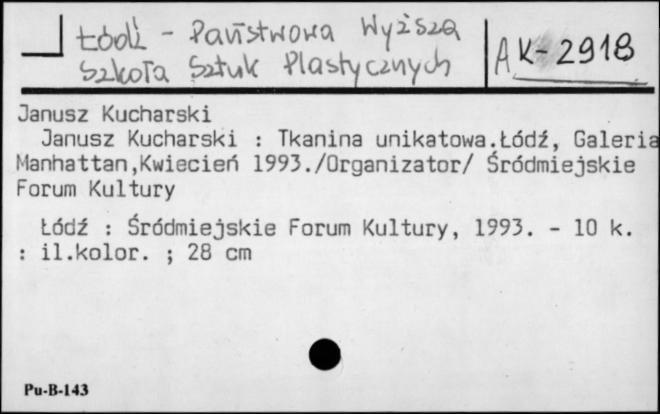 Łódź - Państwowa Wyższa
Szkoła Sztuk Plastycznych
AK-2918
Janusz Kucharski
Janusz Kucharski : Tkanina unikatowa.Łódź, Galeria
Manhattan,Kwiecień 1993./Organizator/ Śródmiejskie
Forum Kultury
Łódź : Śródmiejskie Forum Kultury, 1993. - 10 k.
: il.kolor. ; 28 cm
Pu-B-143